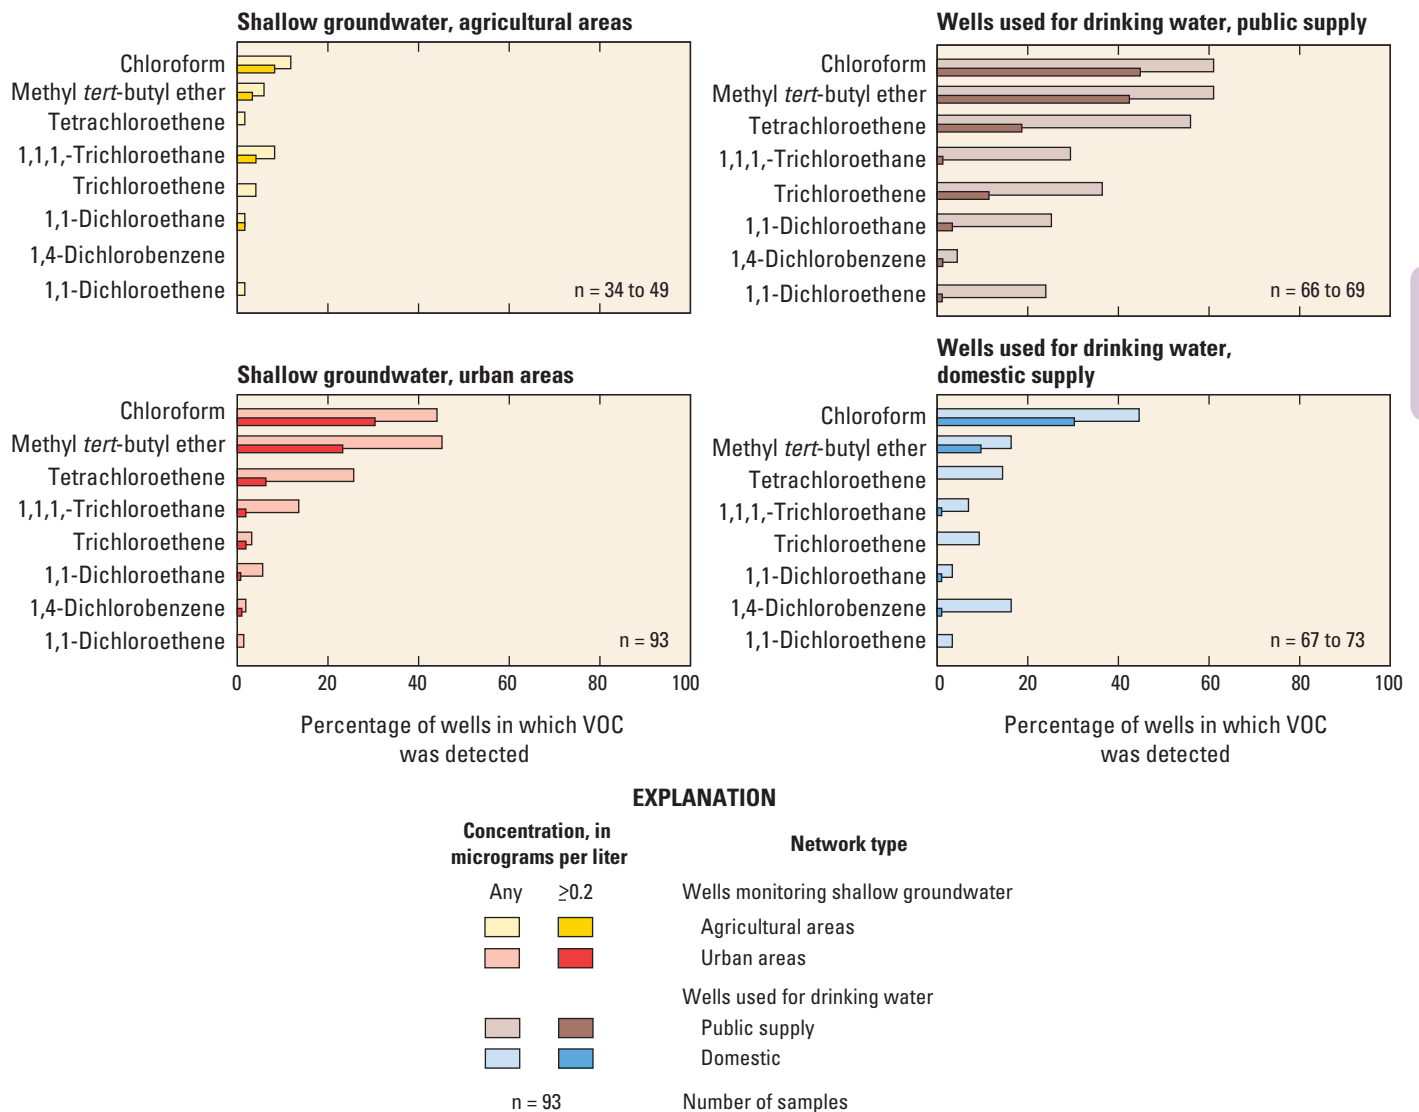 Shallow groundwater, agricultural areas
Chloroform
Methyl tert-butyl ether
Tetrachloroethene
1,1,1,-Trichloroethane
Trichloroethene
1,1-Dichloroethane
1,4-Dichlorobenzene
1,1-Dichloroethene
n = 34 to 49
Wells used for drinking water, public supply
Chloroform
Methyl tert-butyl ether
Tetrachloroethene
1,1,1,-Trichloroethane
Trichloroethene
1,1-Dichloroethane
1,4-Dichlorobenzene
1,1-Dichloroethene
n = 66 to 69
Shallow groundwater, urban areas
Chloroform
Methyl tert-butyl ether
Tetrachloroethene
1,1,1,-Trichloroethane
Trichloroethene
1,1-Dichloroethane
1,4-Dichlorobenzene
1,1-Dichloroethene
n = 93
0 20 40 60 80 100
Percentage of wells in which VOC
was detected
Wells used for drinking water,
domestic supply
Chloroform
Methyl tert-butyl ether
Tetrachloroethene
1,1,1,-Trichloroethane
Trichloroethene
1,1-Dichloroethane
1,4-Dichlorobenzene
1,1-Dichloroethene
n = 67 to 73
0 20 40 60 80 100
Percentage of wells in which VOC
was detected
EXPLANATION
Concentration, in
micrograms per liter
Network type
Any ≥0.2 Wells monitoring shallow groundwater
Agricultural areas
Urban areas
Wells used for drinking water
Public supply
Domestic
n = 93 Number of samples